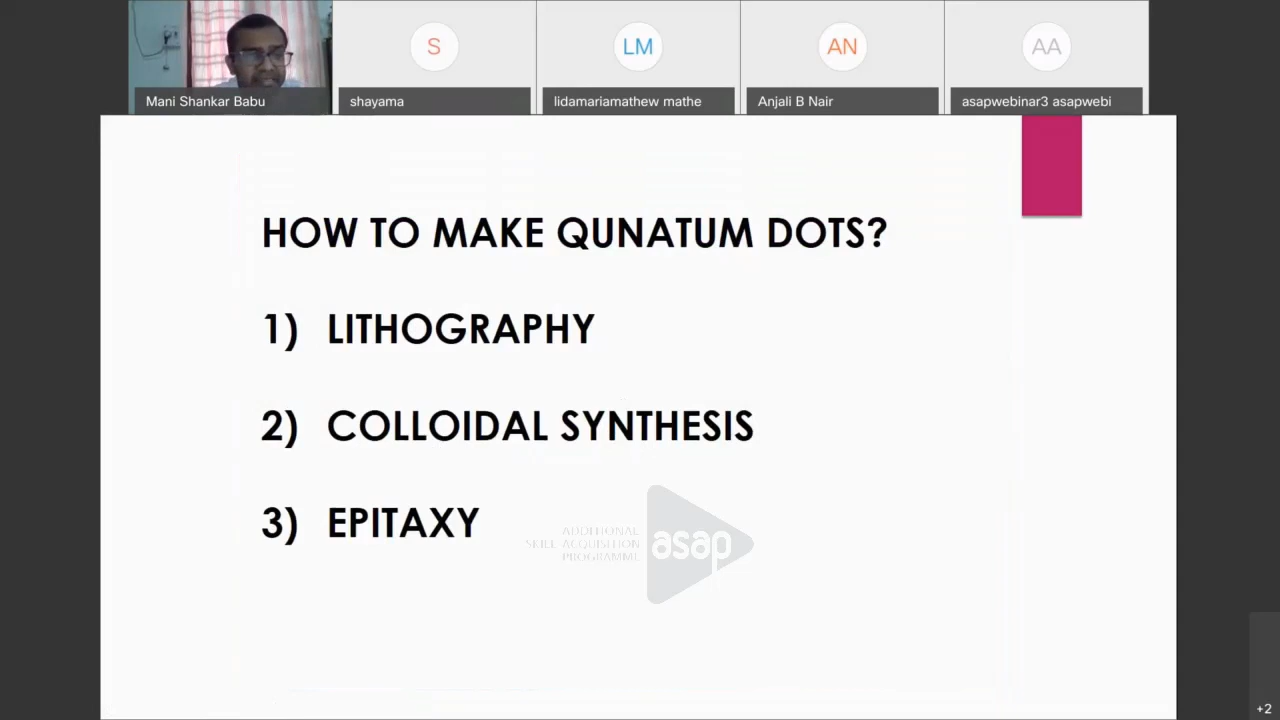 S
LM
AN
AA
Mani Shankar Babu
shayama
lidamariamathew mathe
Anjali B Nair
asapwebinar3 asapwebi
HOW TO MAKE QUNATUM DOTS?
1) LITHOGRAPHY
2) COLLOIDAL SYNTHESIS
3) EPITAXY
ADDITIONAL
SKILL ACQUISITION
PROGRAMME
asap
+2